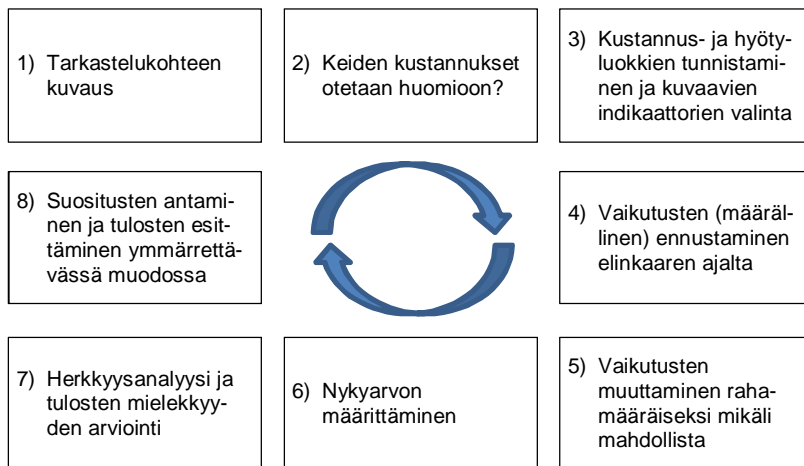 1) Tarkastelukohteen
kuvaus
2) Keiden kustannukset
otetaan huomioon?
3) Kustannus- ja hyöty-
luokkien tunnistami-
nen ja kuvaavien
indikaattorien valinta
4) Vaikutusten (määräl-
linen) ennustaminen
elinkaaren ajalta
5) Vaikutusten
muuttaminen raha-
määräiseksi mikäli
mahdollista
6) Nykyarvon
määrittäminen
7) Herkkyysanalyysi ja
tulosten mielekkyy-
den arviointi
8) Suositusten antami-
nen ja tulosten esit-
täminen ymmärrettä-
vässä muodossa